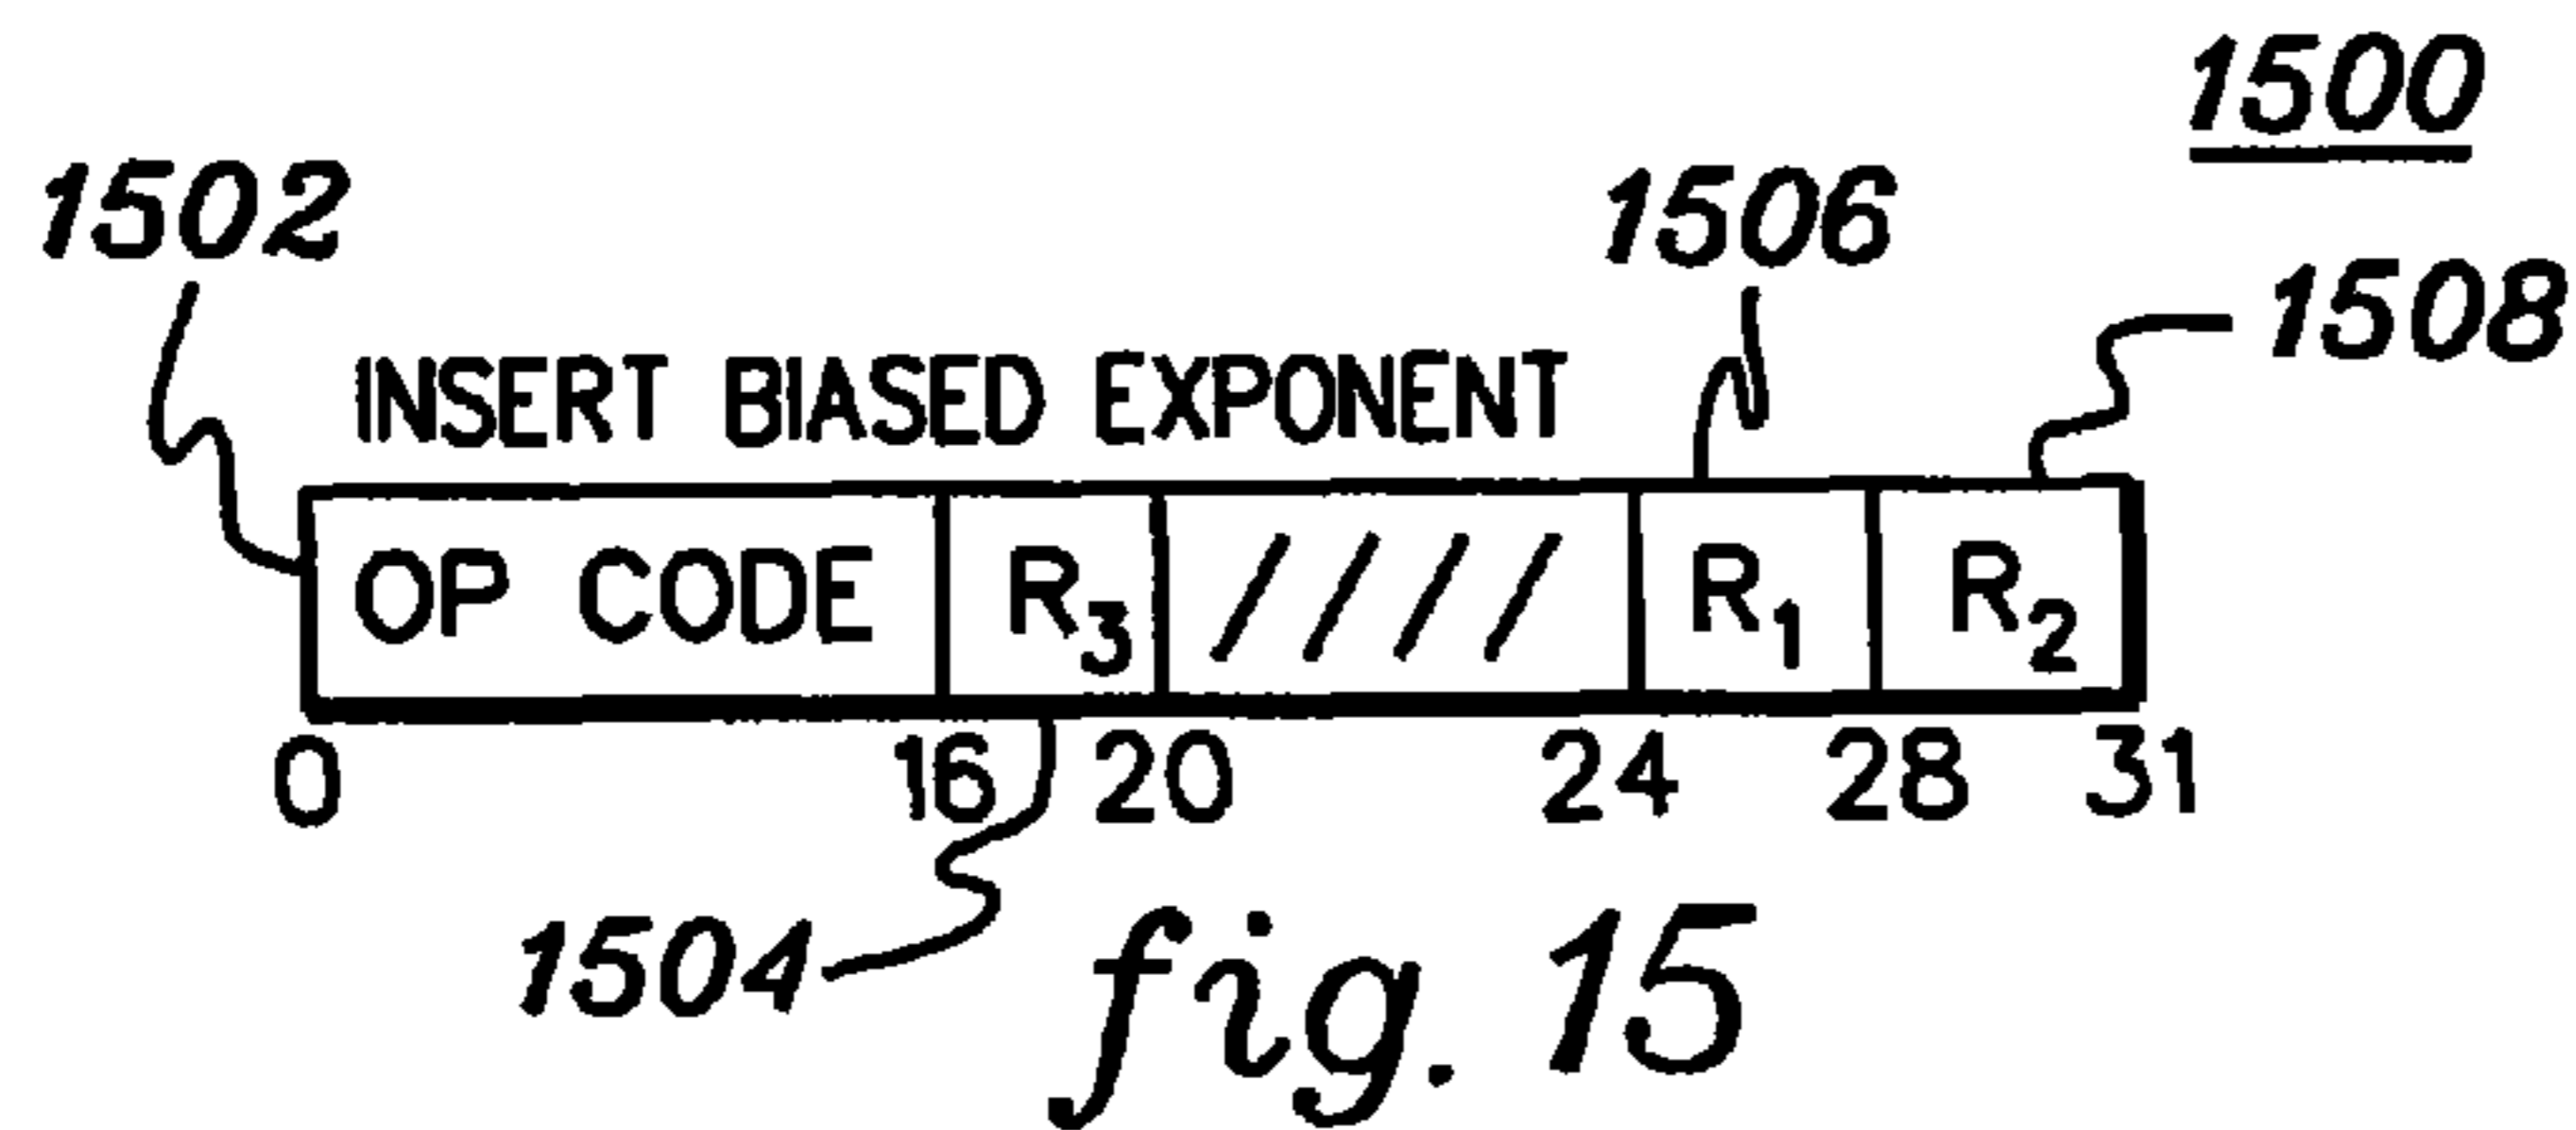 1500
1502
1506
1508
INSERT BIASED EXPONENT
OP CODE R₃ //// R₁ R₂
0 16 20 24 28 31
1504
fig. 15